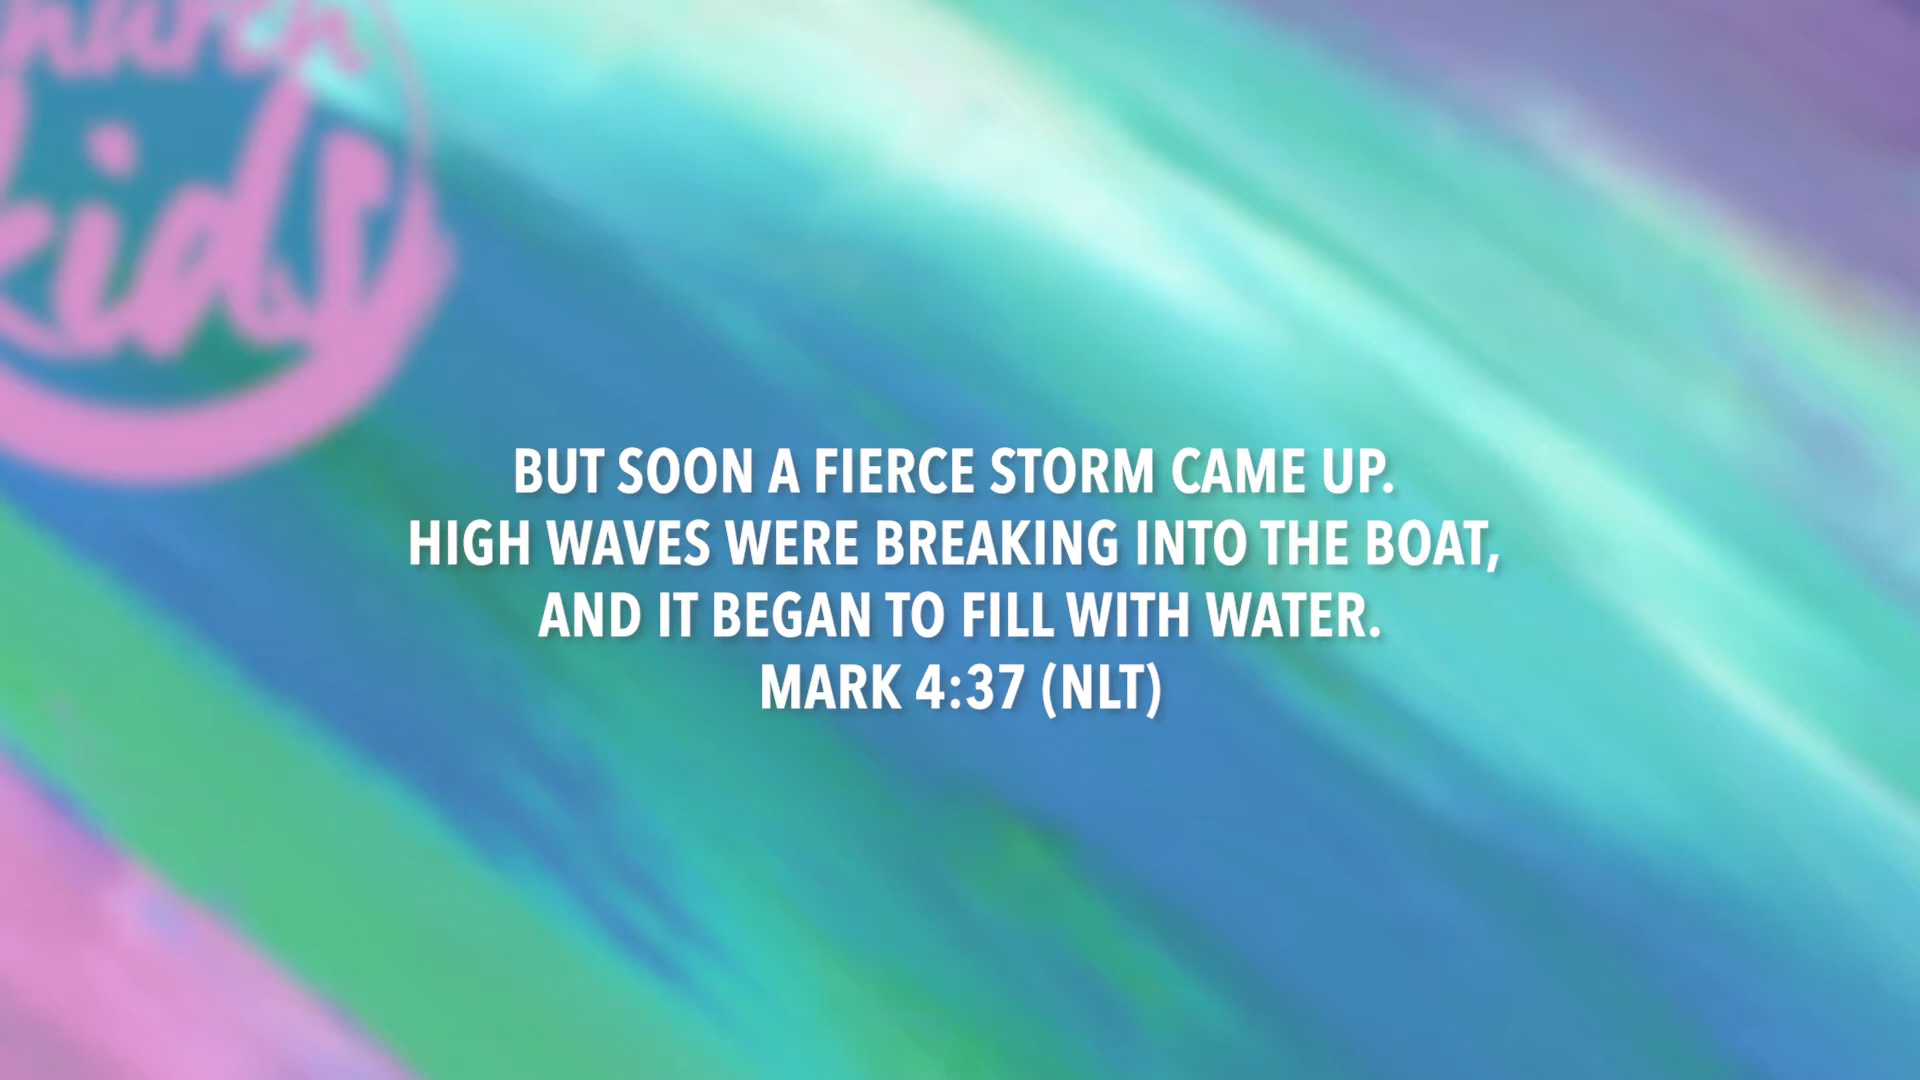 kids
BUT SOON A FIERCE STORM CAME UP.
HIGH WAVES WERE BREAKING INTO THE BOAT,
AND IT BEGAN TO FILL WITH WATER.
MARK 4:37 (NLT)